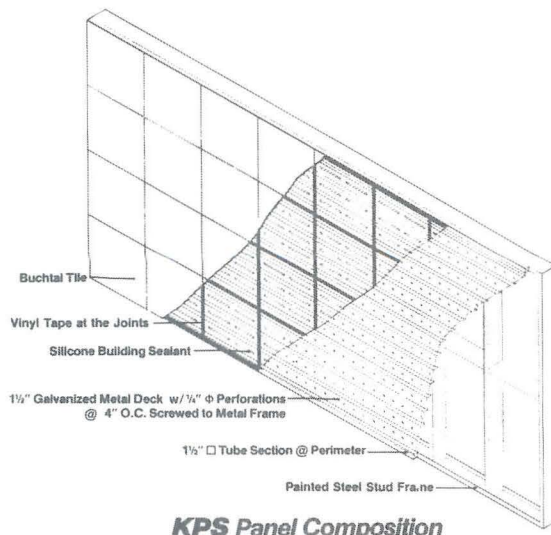 Buchtal Tile
Vinyl Tape at the Joints
Silicone Building Sealant
1½" Galvanized Metal Deck w/ ¼" Φ Perforations
@ 4" O.C. Screwed to Metal Frame
1½" □ Tube Section @ Perimeter
Painted Steel Stud Frame
KPS Panel Composition